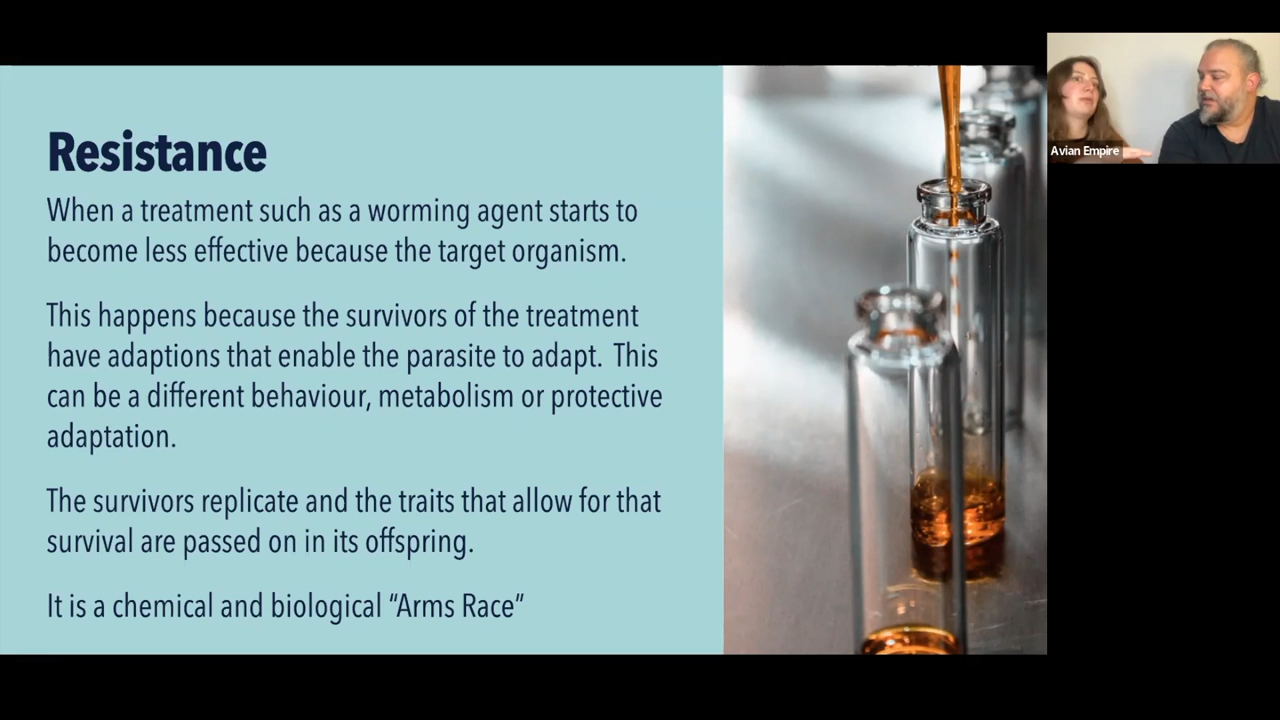 Resistance
When a treatment such as a worming agent starts to
become less effective because the target organism.
This happens because the survivors of the treatment
have adaptions that enable the parasite to adapt.  This
can be a different behaviour, metabolism or protective
adaptation.
The survivors replicate and the traits that allow for that
survival are passed on in its offspring.
It is a chemical and biological “Arms Race”
Avian Empire